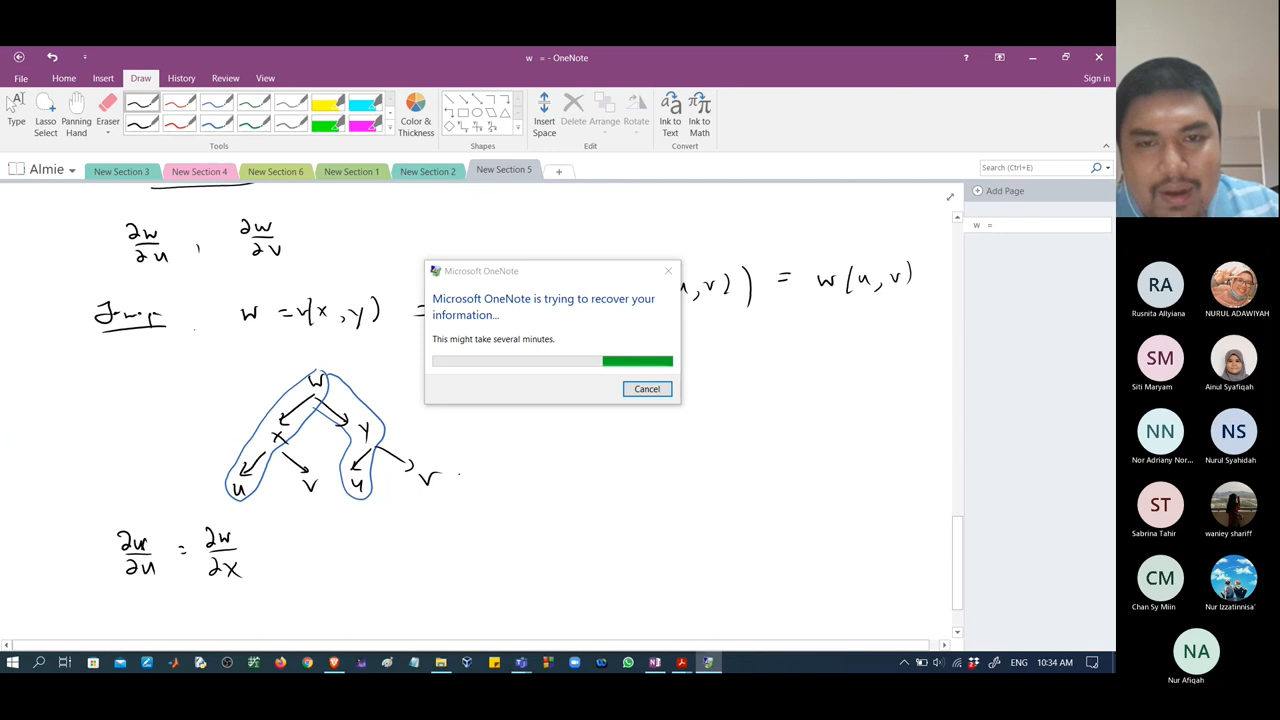 w = - OneNote
? 
File Home Insert Draw History Review View Sign in
Type Lasso Select Panning Hand Eraser Color & Thickness Insert Space Delete Arrange Rotate Ink to Text Ink to Math
Tools Shapes Edit Convert
Almie New Section 3 New Section 4 New Section 6 New Section 1 New Section 2 New Section 5 + Search (Ctrl+E)
Add Page
w =
∂w/∂u , ∂w/∂v
w = w(x, y) = u, v)) = w(u, v)
Microsoft OneNote
Microsoft OneNote is trying to recover your
information...
This might take several minutes.
Cancel
w
x y
u v u v
∂w/∂u = ∂w/∂x
ENG 10:34 AM
RA
Rusnita Allyiana NURUL ADAWIYAH
SM
Siti Maryam Ainul Syafiqah
NN NS
Nor Adriany Nor... Nurul Syahidah
ST
Sabrina Tahir waniey shariff
CM
Chan Sy Miin Nur Izzatinnisa'
NA
Nur Afiqah